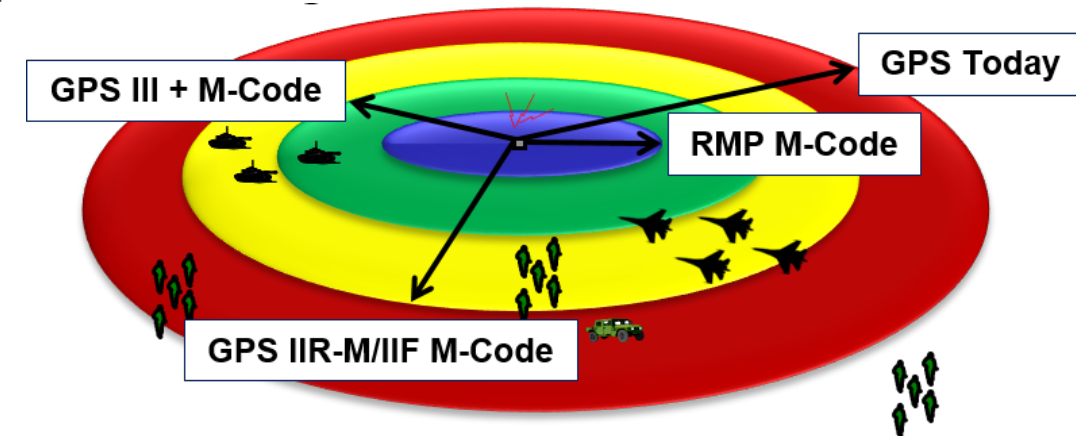 GPS Today
GPS III + M-Code
RMP M-Code
GPS IIR-M/IIF M-Code